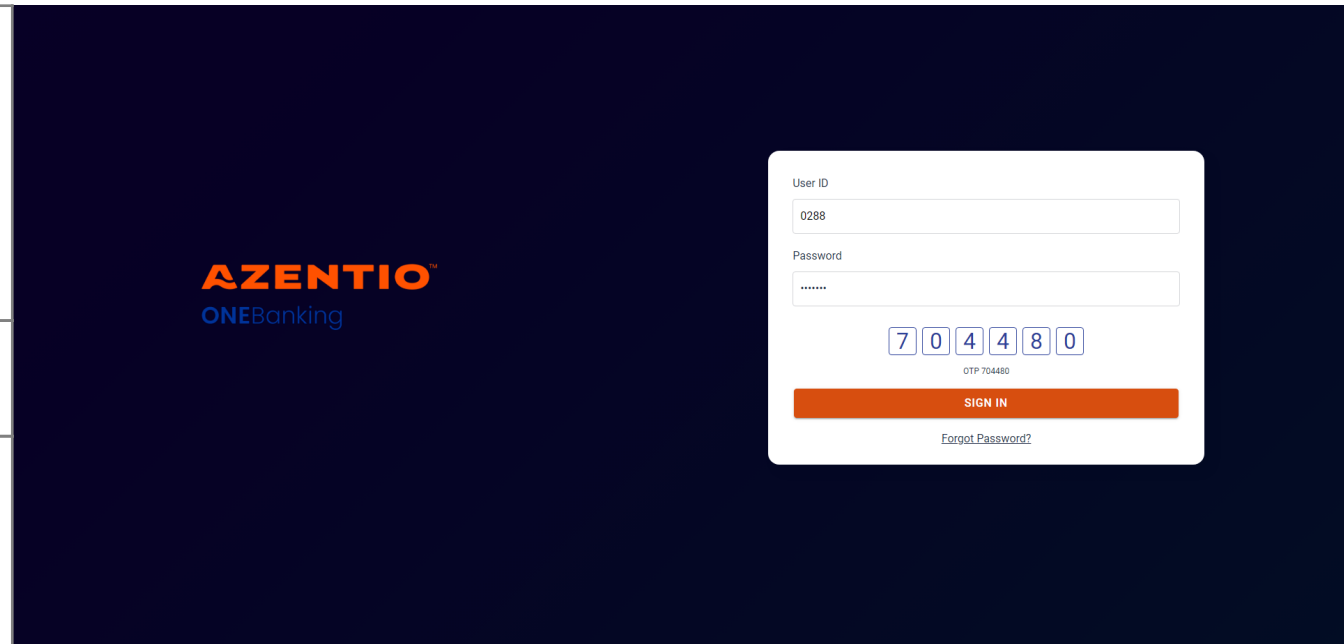 AZENTIO™
ONEBanking
User ID
0288
Password
•••••••
7 0 4 4 8 0
OTP 704480
SIGN IN
Forgot Password?